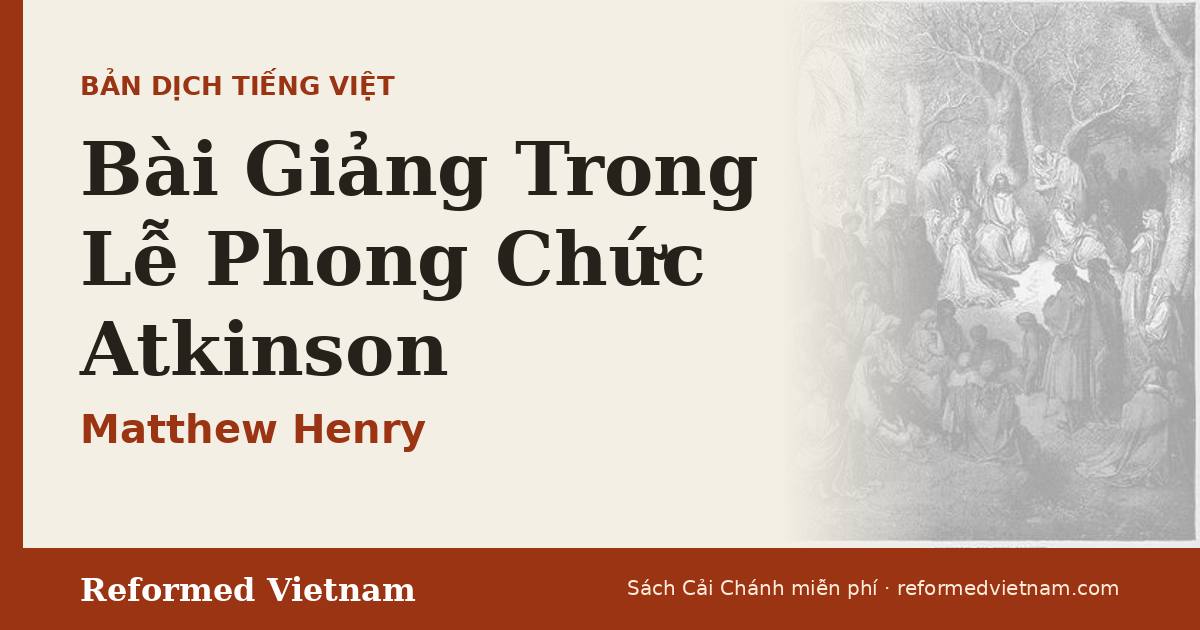 BẢN DỊCH TIẾNG VIỆT
Bài Giảng Trong
Lễ Phong Chức
Atkinson
Matthew Henry
Reformed Vietnam
Sách Cải Chánh miễn phí · reformedvietnam.com